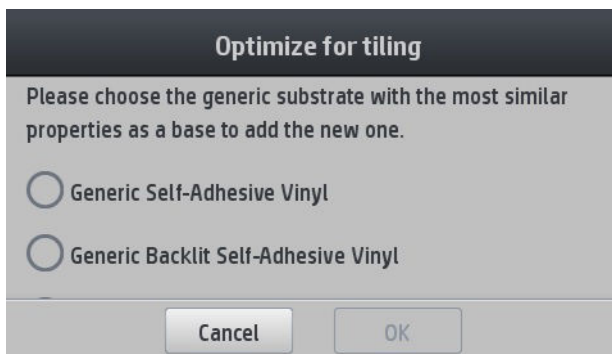 Optimize for tiling
Please choose the generic substrate with the most similar
properties as a base to add the new one.
Generic Self-Adhesive Vinyl
Generic Backlit Self-Adhesive Vinyl
Cancel
OK